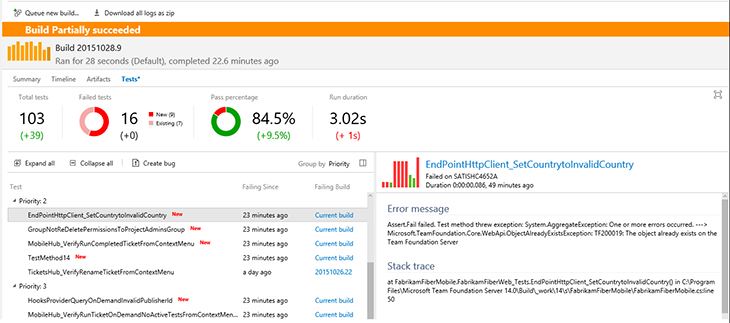 Queue new build... Download all logs as zip
Build Partially succeeded
Build 20151028.9
Ran for 28 seconds (Default), completed 22.6 minutes ago
Summary Timeline Artifacts Tests*
Total tests Failed tests Pass percentage Run duration
103 16 New (9) 84.5% 3.02s
Existing (7)
(+39) (+0) (+9.5%) (+ 1s)
Expand all Collapse all Create bug Group by Priority
Test Failing Since Failing Build
Priority: 2
EndPointHttpClient_SetCountrytoInvalidCountry New 23 minutes ago Current build
GroupNotReDeletePermissionsToProjectAdminsGroup New 23 minutes ago Current build
MobileHub_VerifyRunCompletedTicketFromContextMenu 23 minutes ago Current build
TestMethod14 New 23 minutes ago Current build
TicketsHub_VerifyRenameTicketFromContextMenu a day ago 20151026.22
Priority: 3
HooksProviderQueryOnDemandInvalidPublisherId New 23 minutes ago Current build
MobileHub_VerifyRunTicketOnDemandNoActiveTestsFromContextM... 23 minutes ago Current build
EndPointHttpClient_SetCountrytoInvalidCountry
Failed on SATISHC4652A
Duration 0:00:00.086, 49 minutes ago
Error message
Assert.Fail failed. Test method threw exception: System.AggregateException: One or more errors occurred. --->
Microsoft.TeamFoundation.Core.WebApi.ObjectAlreadyExistsException: TF200019: The object already exists on the
Team Foundation Server
Stack trace
at FabrikamFiberMobile.FabrikamFiberWeb_Tests.EndPointHttpClient_SetCountrytoInvalidCountry() in C:\Program
Files\Microsoft Team Foundation Server 14.0\Build\_work\14\s\FabrikamFiberMobile\FabrikamFiberMobile.cs:line
50